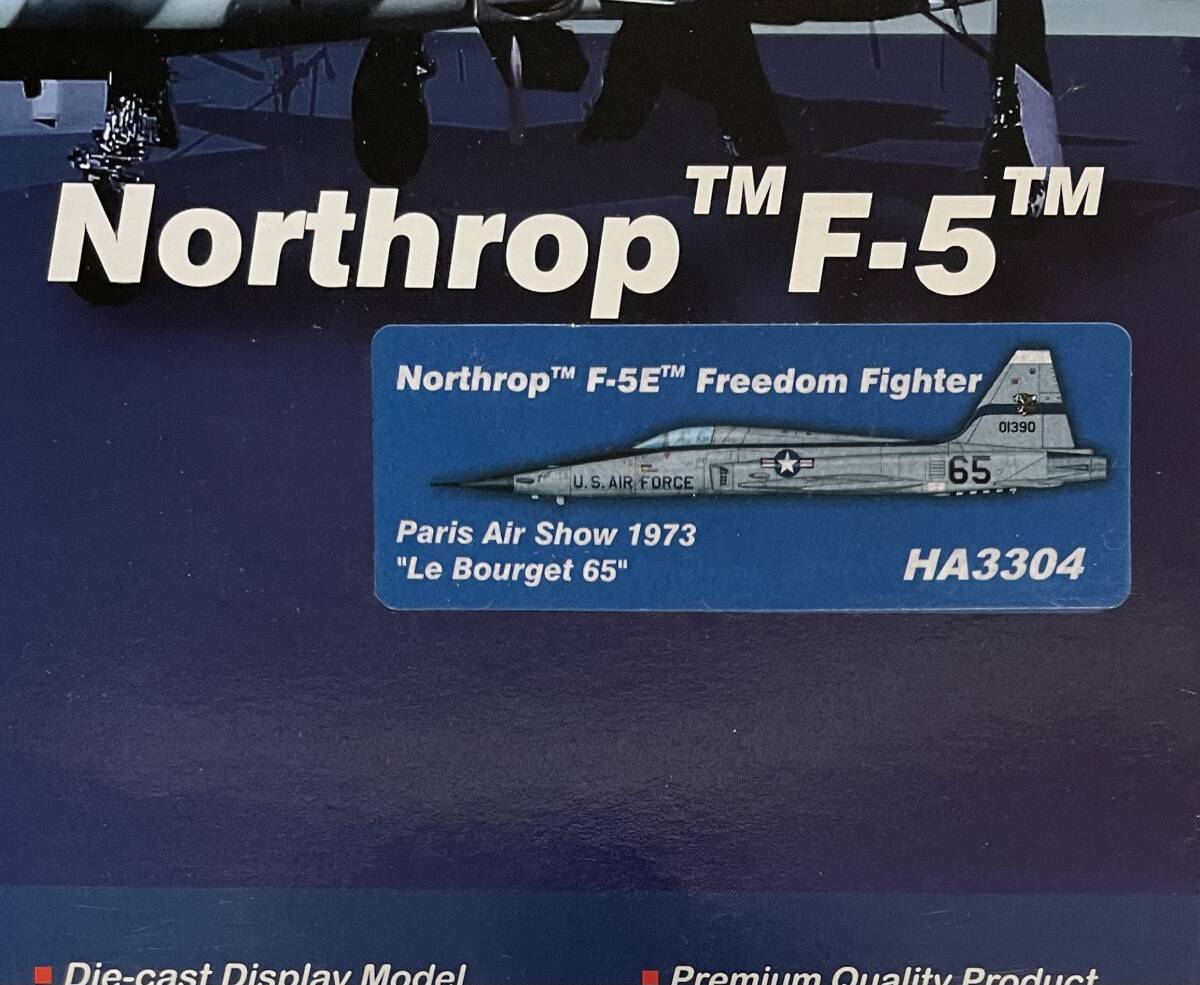 Northrop™ F-5™
Northrop™ F-5E™ Freedom Fighter
01390
65
U.S. AIR FORCE
Paris Air Show 1973
"Le Bourget 65"
HA3304
Die-cast Display Model
Premium Quality Product